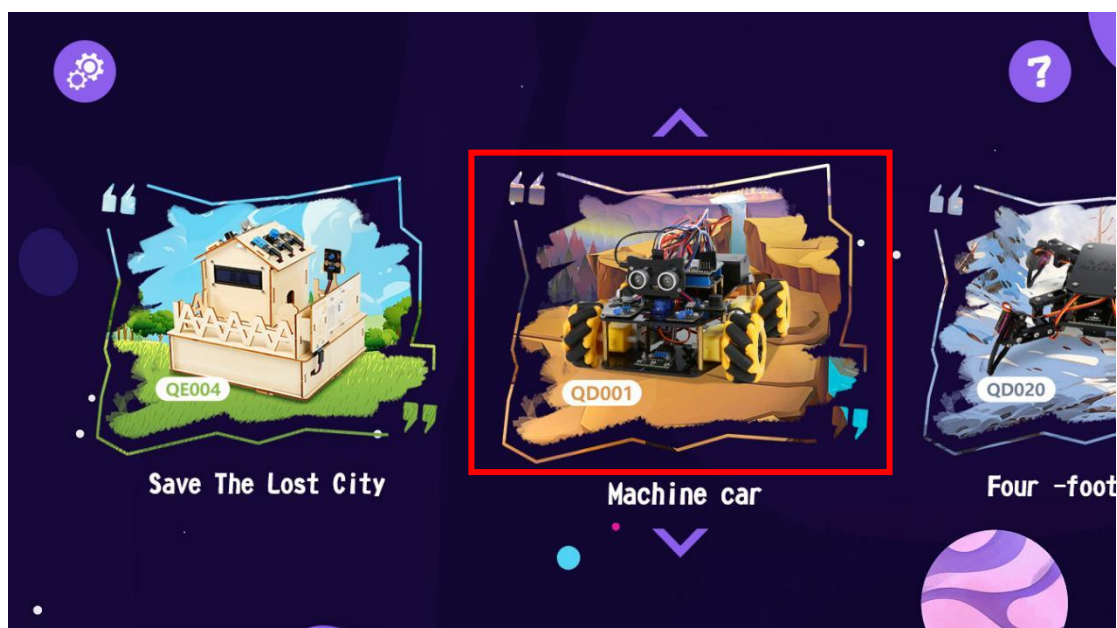 ?
QE004
QD001
QD020
Save The Lost City
Machine car
Four -foot